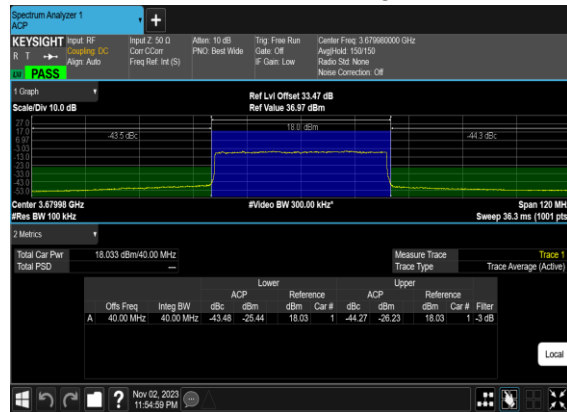 Spectrum Analyzer 1
ACP
KEYSIGHT Input: RF Input Z: 50 Ω Atten: 10 dB Trig: Free Run Center Freq: 3.679980000 GHz
R T Coupling: DC Corr CCorr PNO: Best Wide Gate: Off Avg|Hold: 150/150
Align: Auto Freq Ref: Int (S) IF Gain: Low Radio Std: None
PASS Noise Correction: Off
1 Graph Ref Lvl Offset 33.47 dB
Scale/Div 10.0 dB Ref Value 36.97 dBm
27.0 18.0 dBm
17.0 -43.5 dBc -44.3 dBc
6.97
-3.03
-13.0
-23.0
-33.0
-43.0
-53.0
Center 3.67998 GHz #Video BW 300.00 kHz* Span 120 MH
#Res BW 100 kHz Sweep 36.3 ms (1001 pts
2 Metrics
Total Car Pwr 18.033 dBm/40.00 MHz Measure Trace Trace 1
Total PSD --- Trace Type Trace Average (Active)
Lower Upper
ACP Reference ACP Reference
Offs Freq Integ BW dBc dBm dBm Car # dBc dBm dBm Car # Filter
A 40.00 MHz 40.00 MHz -43.48 -25.44 18.03 1 -44.27 -26.23 18.03 1 -3 dB
Local
? Nov 02, 2023
11:54:59 PM